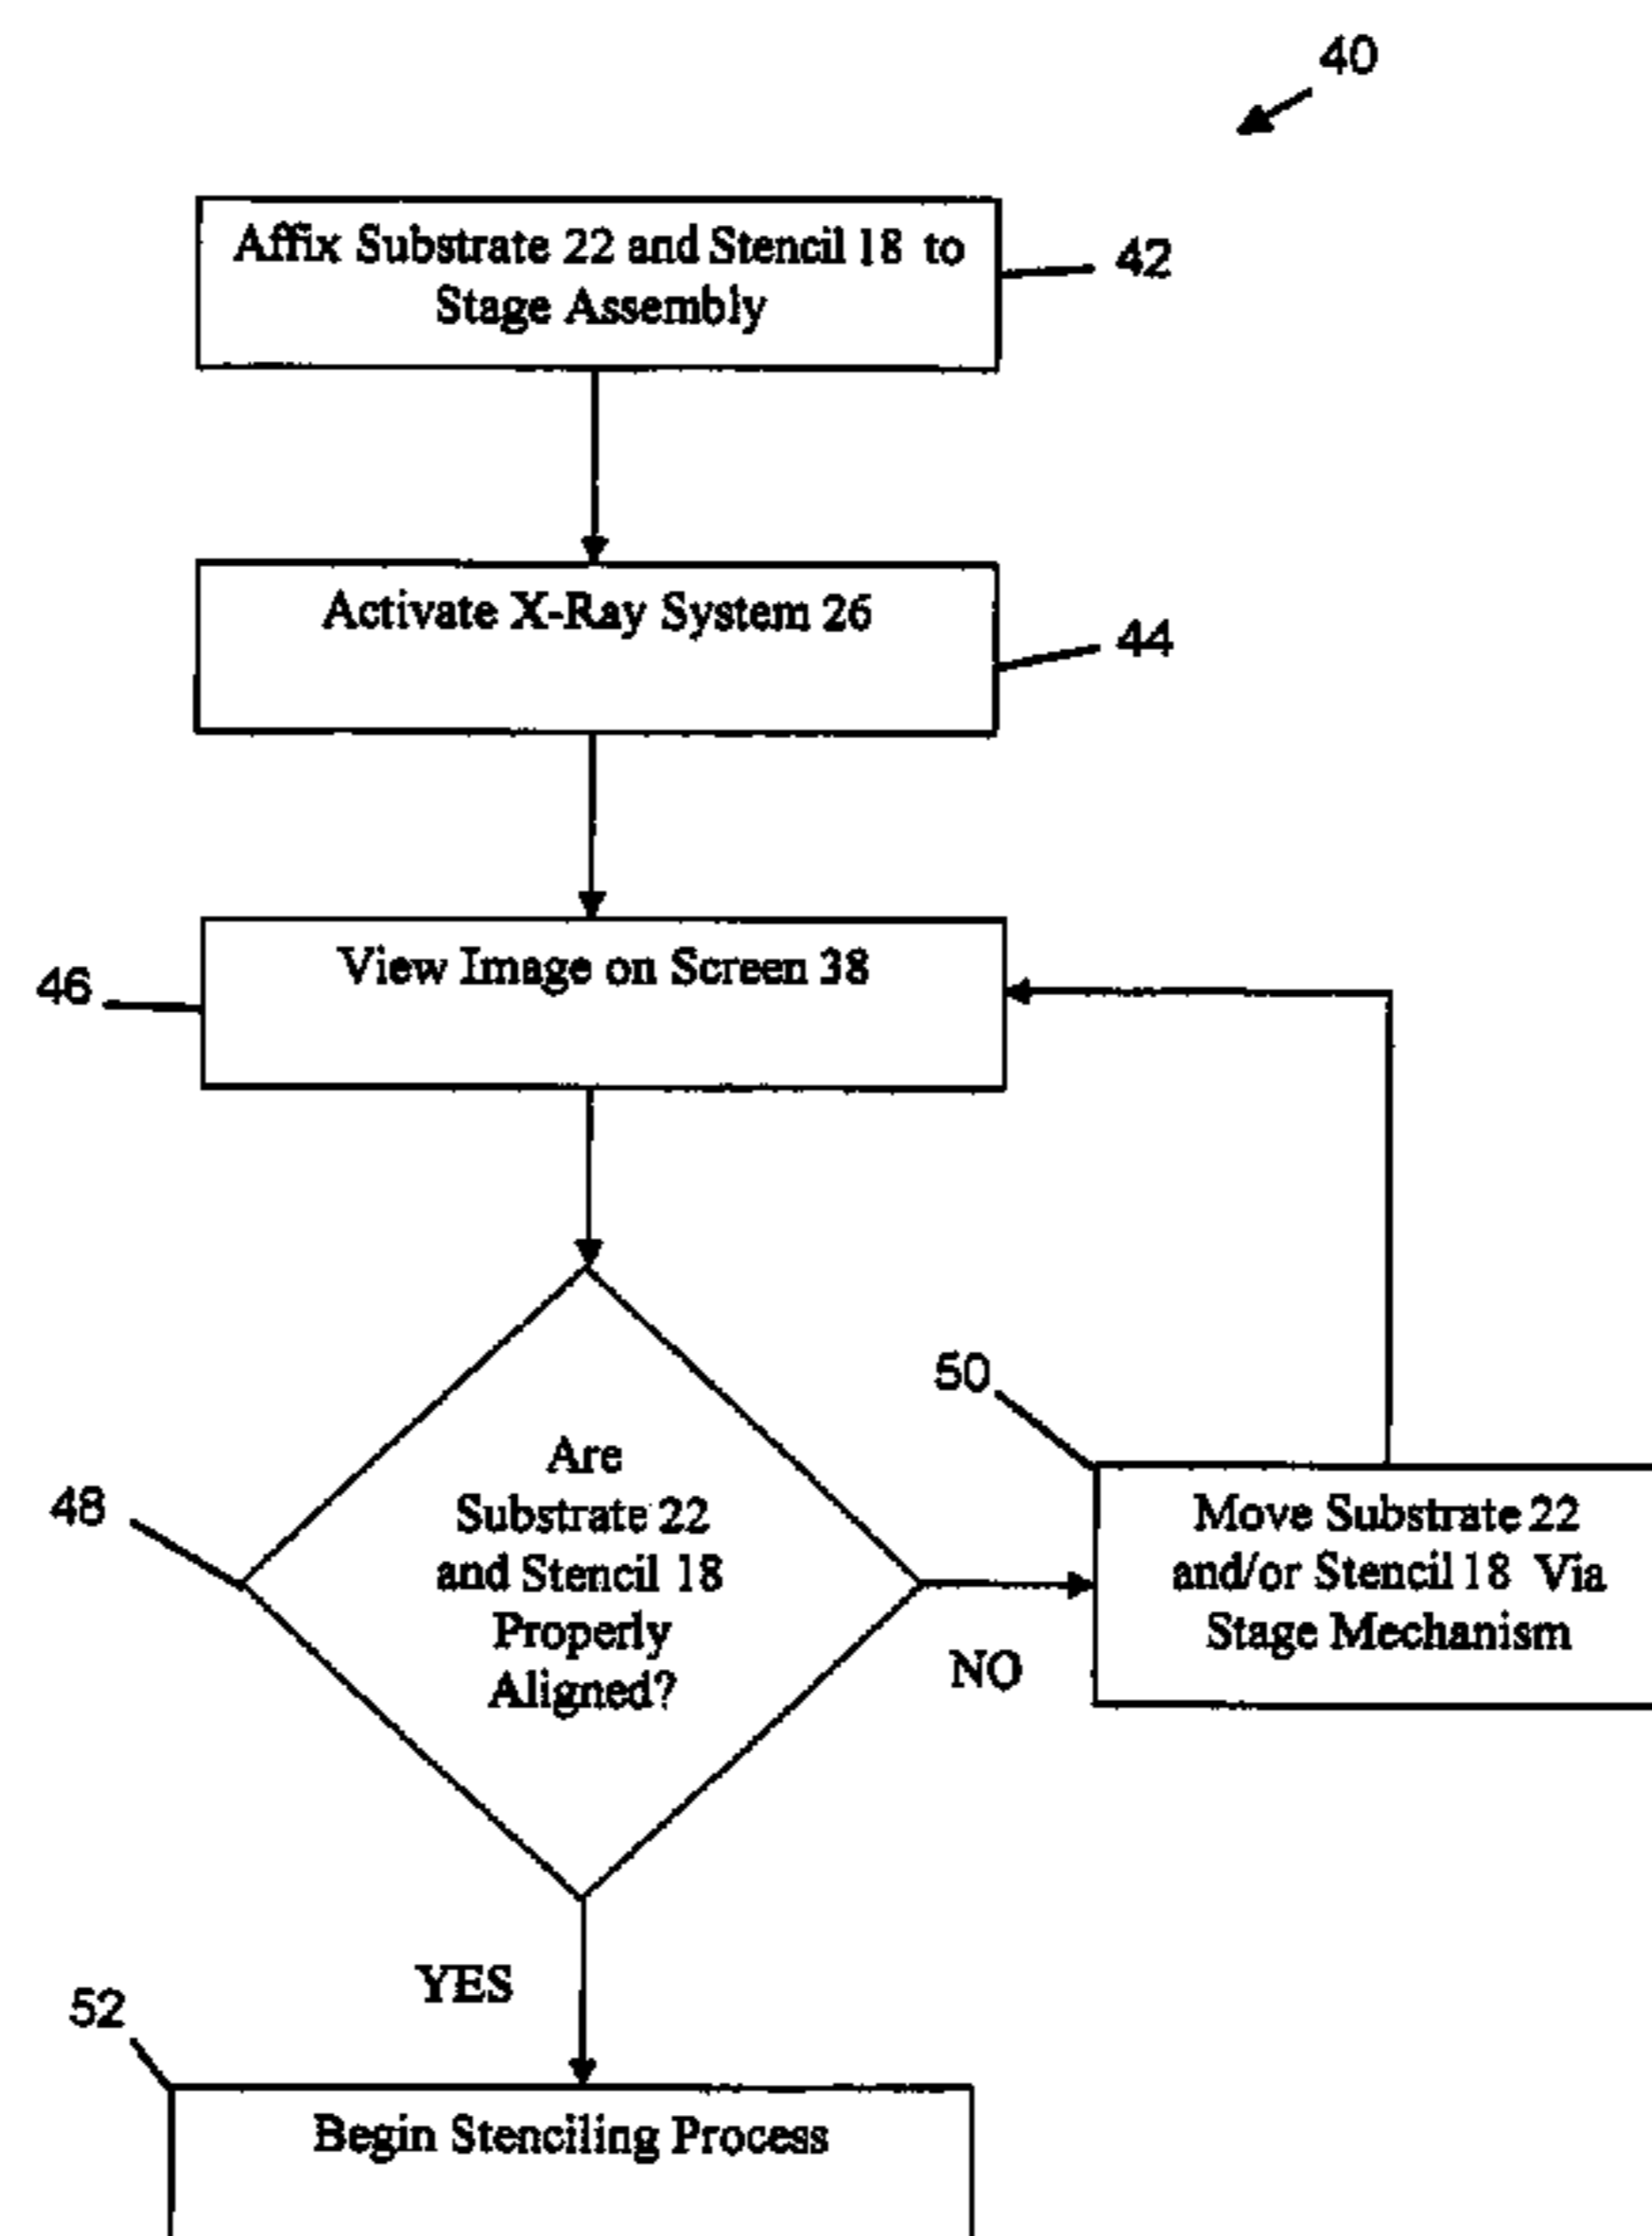 40
Affix Substrate 22 and Stencil 18 to
Stage Assembly
42
Activate X-Ray System 26
44
View Image on Screen 38
46
Are
Substrate 22
and Stencil 18
Properly
Aligned?
48
NO
50
Move Substrate 22
and/or Stencil 18 Via
Stage Mechanism
YES
52
Begin Stenciling Process